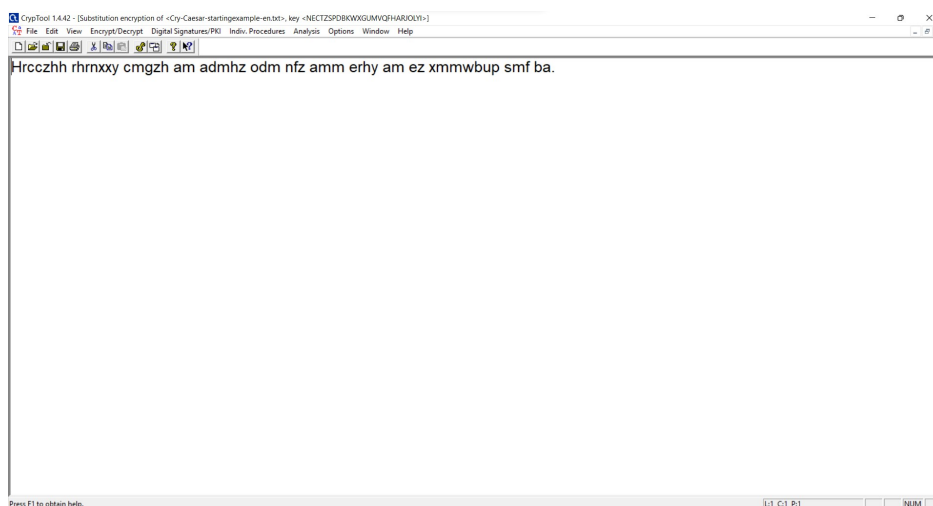 CrypTool 1.4.42 - [Substitution encryption of <Cry-Caesar-startingexample-en.txt>, key <NECTZSPDBKWXGUMVQFHARJOLYI>]
File Edit View Encrypt/Decrypt Digital Signatures/PKI Indiv. Procedures Analysis Options Window Help
Hrcczhh rhrnxxy cmgzh am admhz odm nfz amm erhy am ez xmmwbup smf ba.
Press F1 to obtain help. L:1 C:1 P:1 NUM